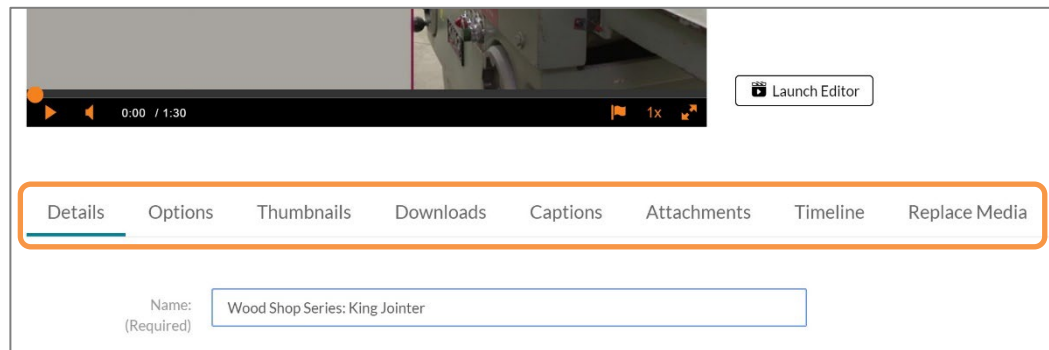 Launch Editor
0:00 / 1:30
1x
Details Options Thumbnails Downloads Captions Attachments Timeline Replace Media
Name: Wood Shop Series: King Jointer
(Required)